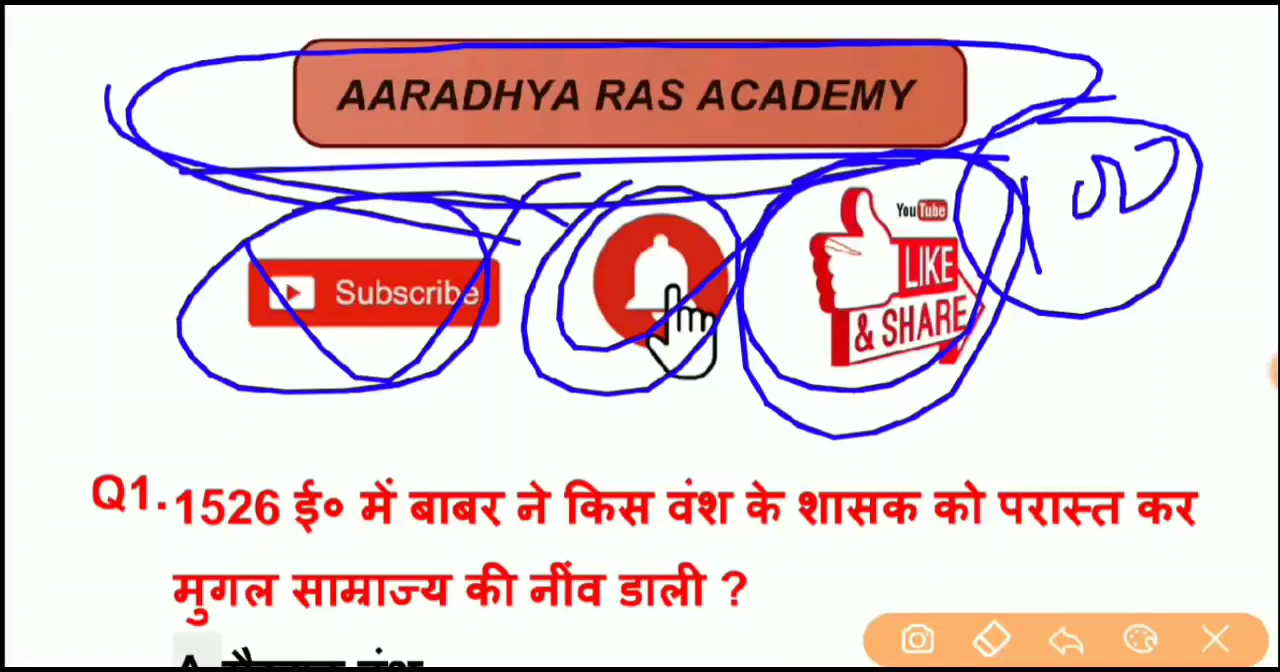 AARADHYA RAS ACADEMY
Subscribe
YouTube
LIKE
& SHARE
Q1. 1526 ई० में बाबर ने किस वंश के शासक को परास्त कर
मुगल साम्राज्य की नींव डाली ?